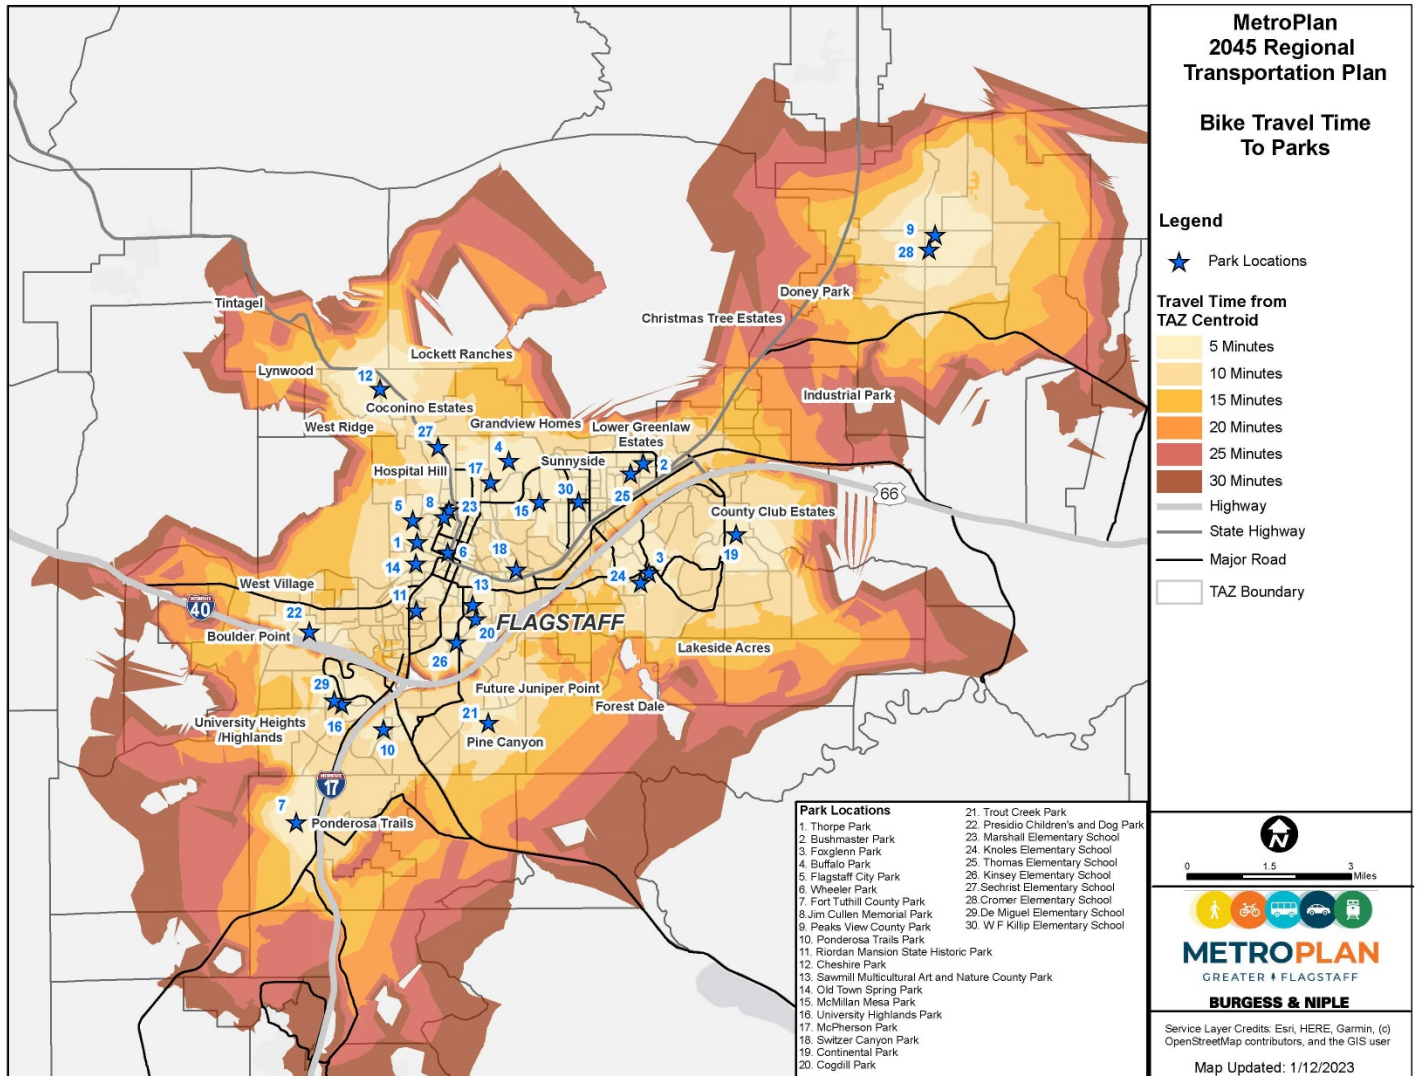 MetroPlan
2045 Regional
Transportation Plan
Bike Travel Time
To Parks
Legend
Park Locations
Travel Time from
TAZ Centroid
5 Minutes
10 Minutes
15 Minutes
20 Minutes
25 Minutes
30 Minutes
Highway
State Highway
Major Road
TAZ Boundary
N
0 1.5 3
Miles
METROPLAN
GREATER FLAGSTAFF
BURGESS & NIPLE
Service Layer Credits: Esri, HERE, Garmin, (c)
OpenStreetMap contributors, and the GIS user
Map Updated: 1/12/2023
9
28
Doney Park
Tintagel
Christmas Tree Estates
Lockett Ranches
Lynwood
12
Industrial Park
Coconino Estates
West Ridge
Grandview Homes
Lower Greenlaw
Estates
27
4
Hospital Hill
17
Sunnyside
2
25
30
66
5
8
23
15
County Club Estates
1
6
18
19
14
3
24
West Village
13
11
INTERSTATE
40
22
FLAGSTAFF
20
Boulder Point
26
Lakeside Acres
29
Future Juniper Point
Forest Dale
University Heights
/Highlands
16
21
10
Pine Canyon
INTERSTATE
17
7
Ponderosa Trails
Park Locations
1. Thorpe Park
2. Bushmaster Park
3. Foxglenn Park
4. Buffalo Park
5. Flagstaff City Park
6. Wheeler Park
7. Fort Tuthill County Park
8.Jim Cullen Memorial Park
9. Peaks View County Park
10. Ponderosa Trails Park
11. Riordan Mansion State Historic Park
12. Cheshire Park
13. Sawmill Multicultural Art and Nature County Park
14. Old Town Spring Park
15. McMillan Mesa Park
16. University Highlands Park
17. McPherson Park
18. Switzer Canyon Park
19. Continental Park
20. Cogdill Park
21. Trout Creek Park
22. Presidio Children's and Dog Park
23. Marshall Elementary School
24. Knoles Elementary School
25. Thomas Elementary School
26. Kinsey Elementary School
27.Sechrist Elementary School
28.Cromer Elementary School
29.De Miguel Elementary School
30. W F Killip Elementary School